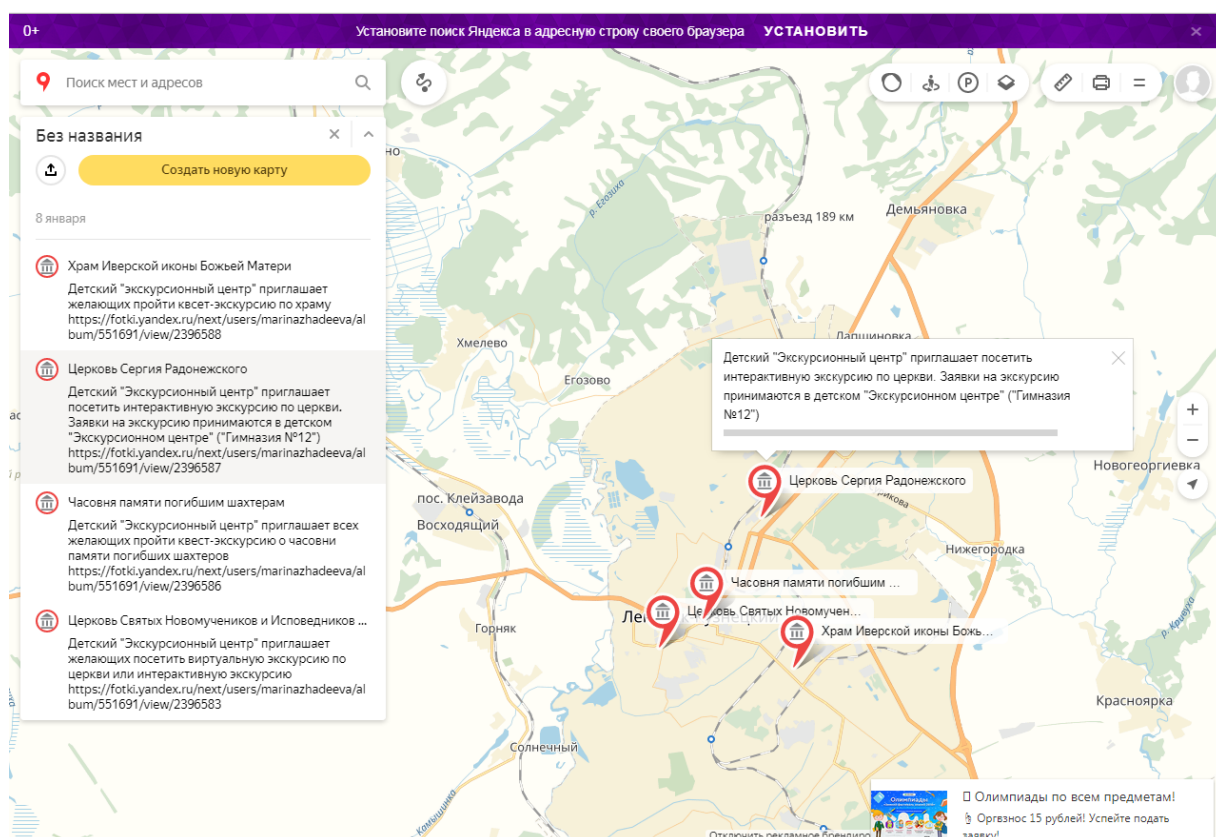 0+
Установите поиск Яндекса в адресную строку своего браузера УСТАНОВИТЬ
Поиск мест и адресов
Без названия
Создать новую карту
8 января
Храм Иверской иконы Божьей Матери
Детский "экскурсионный центр" приглашает
желающих пройти квсет-экскурсию по храму
https://fotki.yandex.ru/next/users/marinazhadeeva/al
bum/551691/view/2396588
Церковь Сергия Радонежского
Детский "Экскурсионный центр" приглашает
посетить интерактивную экскурсию по церкви.
Заявки на экскурсию принимаются в детском
"Экскурсионном центре" ("Гимназия №12")
https://fotki.yandex.ru/next/users/marinazhadeeva/al
bum/551691/view/2396587
Часовня памяти погибшим шахтерам
Детский "Экскурсионный центр" приглашает всех
желающих пройти квест-экскурсию о часовни
памяти погибших шахтеров
https://fotki.yandex.ru/next/users/marinazhadeeva/al
bum/551691/view/2396586
Церковь Святых Новомучеников и Исповедников ...
Детский "Экскурсионный центр" приглашает
желающих посетить виртуальную экскурсию по
церкви или интерактивную экскурсию
https://fotki.yandex.ru/next/users/marinazhadeeva/al
bum/551691/view/2396583
P
р. Егозиха
разъезд 189 км
Демьяновка
Хмелево
Лапшиновка
Егозово
Детский "Экскурсионный центр" приглашает посетить
интерактивную экскурсию по церкви. Заявки на экскурсию
принимаются в детском "Экскурсионном центре" ("Гимназия
№12")
Новогеоргиевка
Церковь Сергия Радонежского
пос. Клейзавода
Восходящий
Нижегородка
Часовня памяти погибшим ...
Церковь Святых Новомучен...
Храм Иверской иконы Божь...
Горняк
р. Кривуха
Красноярка
Солнечный
Камышинка
Олимпиады
Олимпиады по всем предметам!
Оргвзнос 15 рублей! Успейте подать
заявку!
Отключить рекламное брендиро